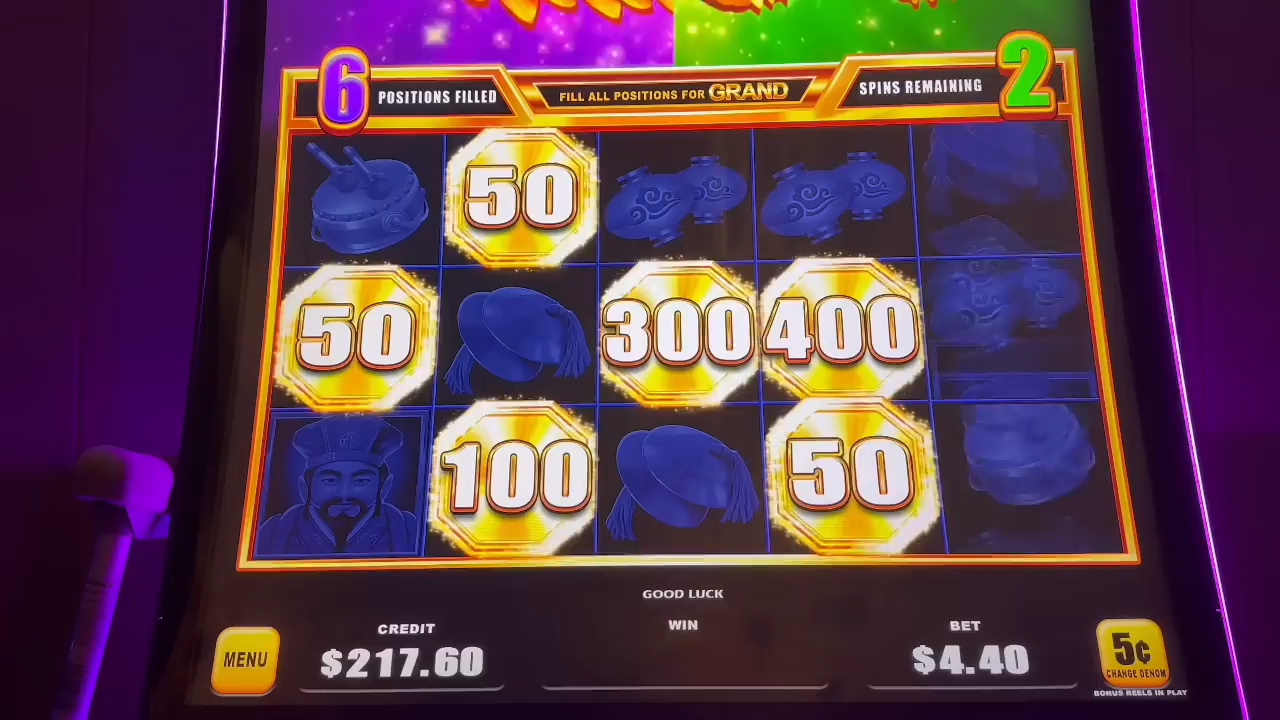 6 POSITIONS FILLED
FILL ALL POSITIONS FOR GRAND
SPINS REMAINING 2
50
50
300
400
100
50
GOOD LUCK
CREDIT
WIN
BET
MENU
$217.60
$4.40
5¢
CHANGE DENOM
BONUS REELS IN PLAY